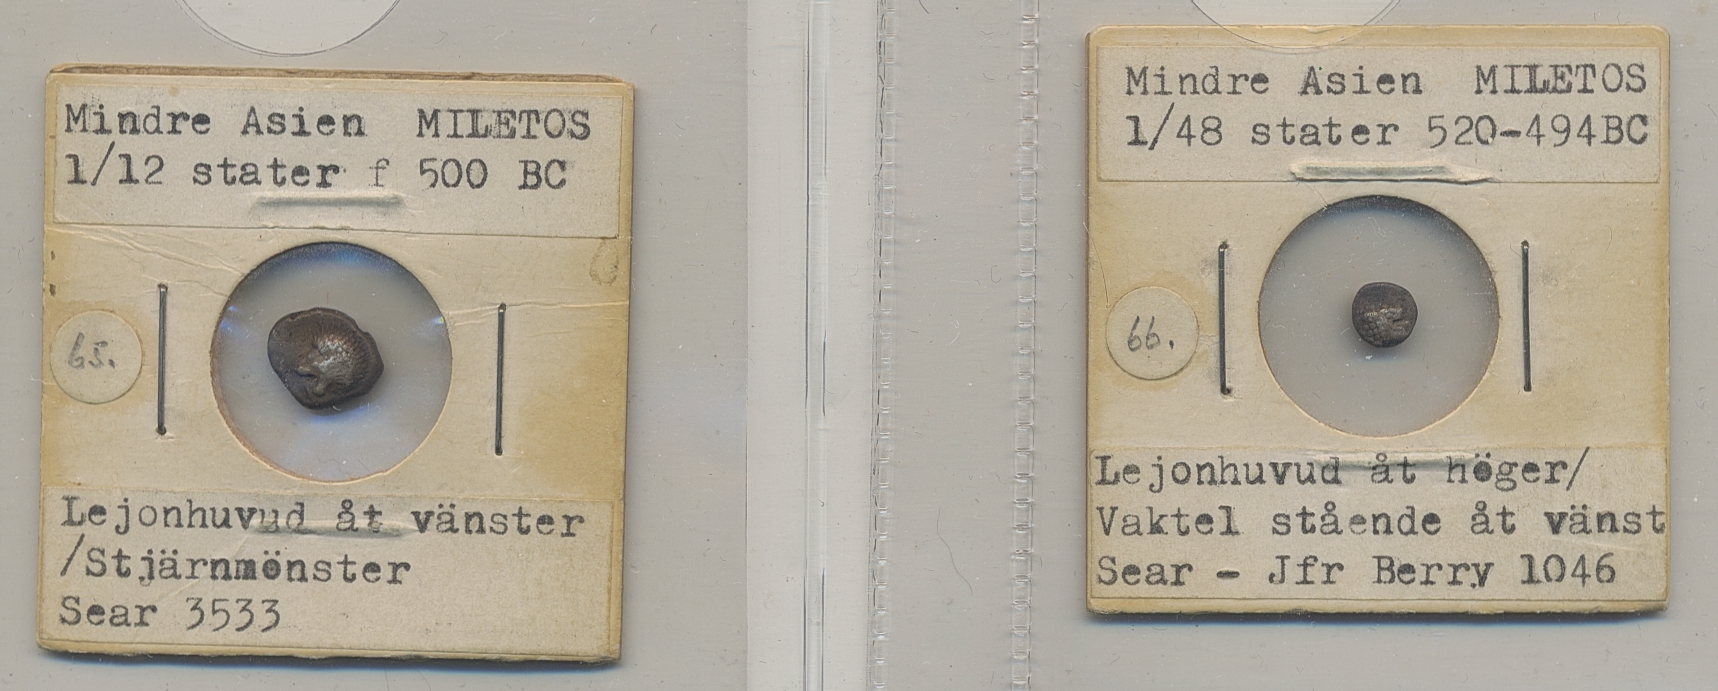 Mindre Asien MILETOS
1/12 stater f 500 BC
65.
Lejonhuvud åt vänster
/Stjärnmönster
Sear 3533
Mindre Asien MILETOS
1/48 stater 520-494BC
66.
Lejonhuvud åt höger/
Vaktel stående åt vänst
Sear - Jfr Berry 1046